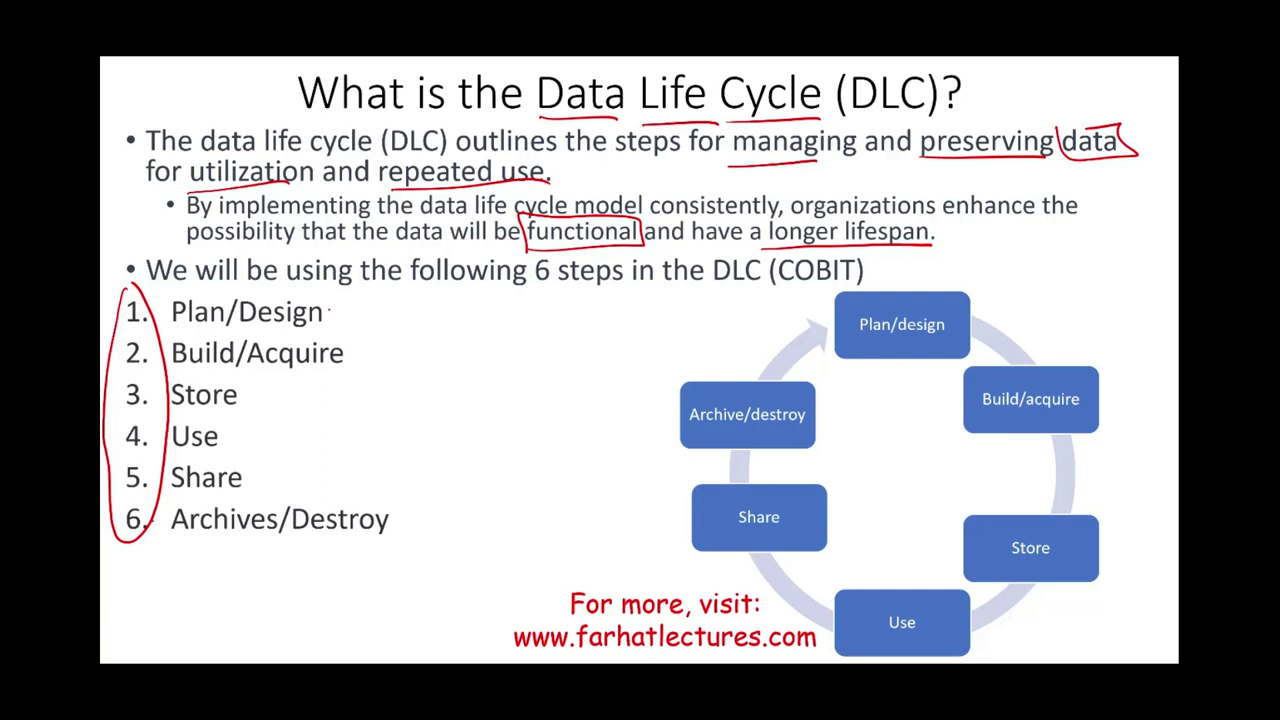 What is the Data Life Cycle (DLC)?
• The data life cycle (DLC) outlines the steps for managing and preserving data
for utilization and repeated use.
• By implementing the data life cycle model consistently, organizations enhance the
possibility that the data will be functional and have a longer lifespan.
• We will be using the following 6 steps in the DLC (COBIT)
1. Plan/Design
2. Build/Acquire
3. Store
4. Use
5. Share
6. Archives/Destroy
Plan/design
Build/acquire
Store
Use
Share
Archive/destroy
For more, visit:
www.farhatlectures.com